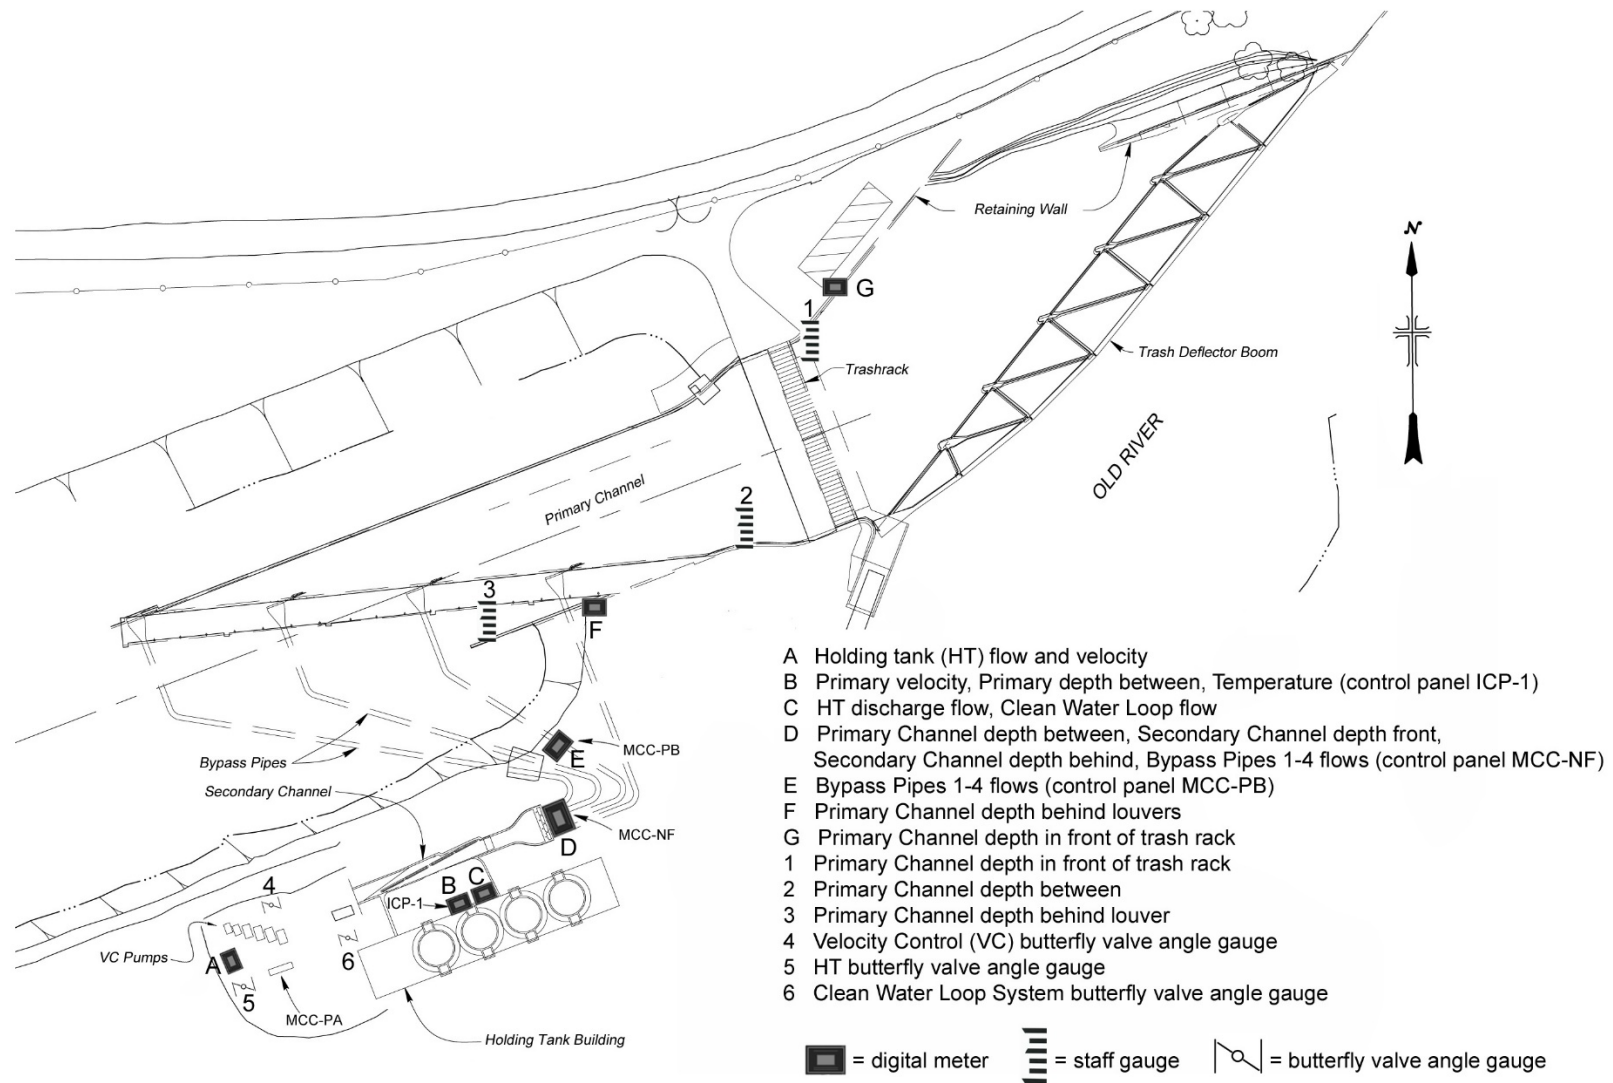 N
Retaining Wall
G
1
Trash Deflector Boom
Trashrack
OLD RIVER
Primary Channel
2
3
F
MCC-PB
E
Bypass Pipes
Secondary Channel
MCC-NF
D
C
B
ICP-1
4
VC Pumps
A
6
5
MCC-PA
Holding Tank Building
A Holding tank (HT) flow and velocity
B Primary velocity, Primary depth between, Temperature (control panel ICP-1)
C HT discharge flow, Clean Water Loop flow
D Primary Channel depth between, Secondary Channel depth front,
Secondary Channel depth behind, Bypass Pipes 1-4 flows (control panel MCC-NF)
E Bypass Pipes 1-4 flows (control panel MCC-PB)
F Primary Channel depth behind louvers
G Primary Channel depth in front of trash rack
1 Primary Channel depth in front of trash rack
2 Primary Channel depth between
3 Primary Channel depth behind louver
4 Velocity Control (VC) butterfly valve angle gauge
5 HT butterfly valve angle gauge
6 Clean Water Loop System butterfly valve angle gauge
= digital meter
= staff gauge
= butterfly valve angle gauge